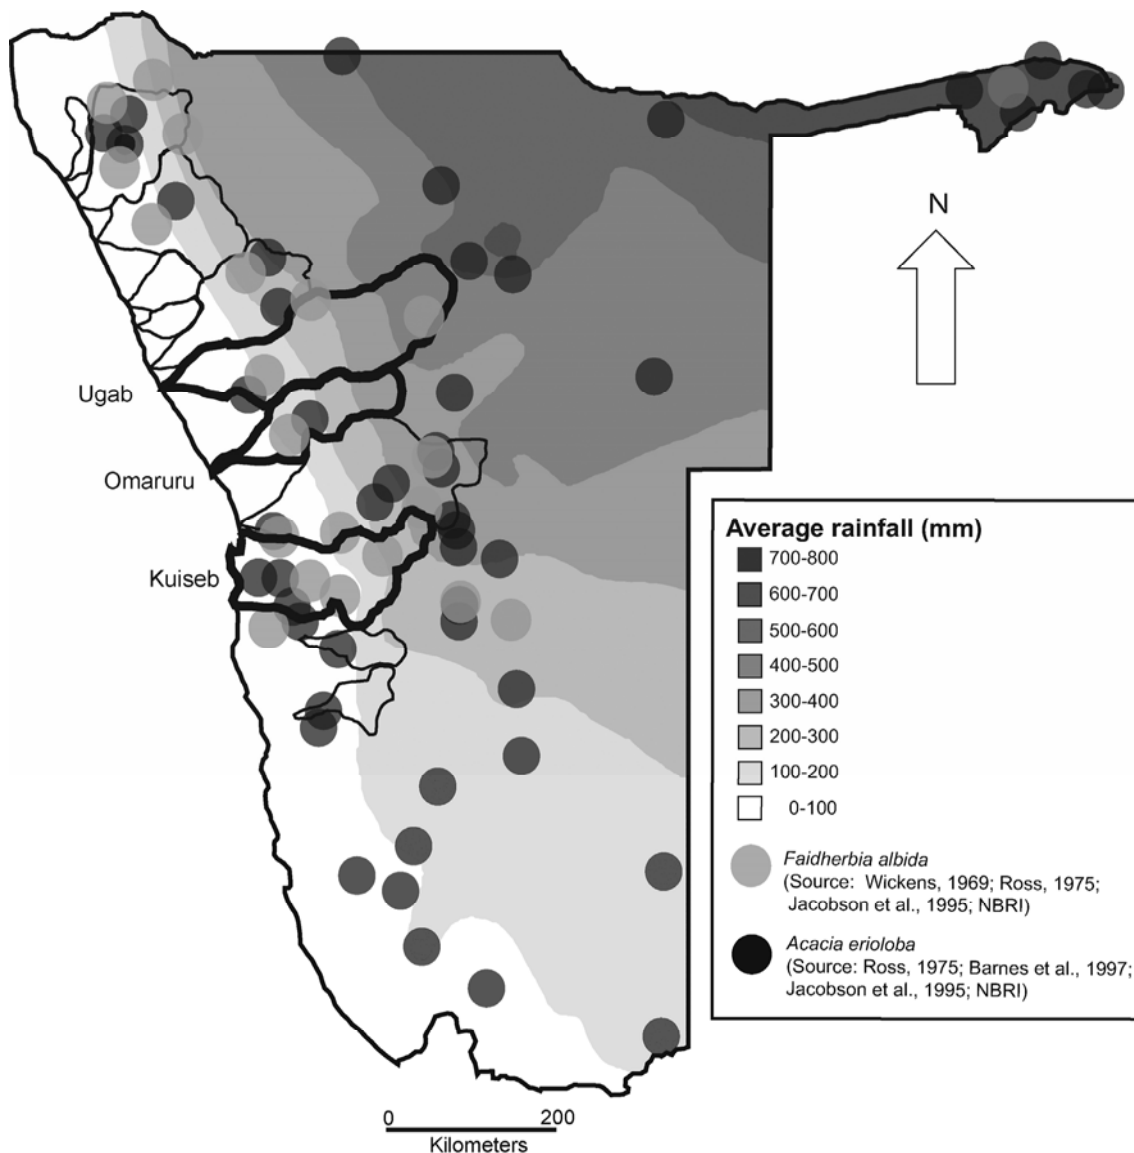 N
Ugab
Omaruru
Kuiseb
Average rainfall (mm)
700-800
600-700
500-600
400-500
300-400
200-300
100-200
0-100
Faidherbia albida
(Source: Wickens, 1969; Ross, 1975;
Jacobson et al., 1995; NBRI)
Acacia erioloba
(Source: Ross, 1975; Barnes et al., 1997;
Jacobson et al., 1995; NBRI)
0 200
Kilometers